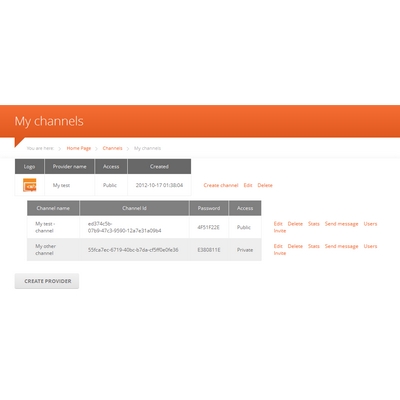 My channels
You are here: > Home Page > Channels > My channels
Logo Provider name Access Created
My test Public 2012-10-17 01:38:04 Create channel Edit Delete
Channel name Channel Id Password Access
My test - channel ed374c5b-07b9-47c3-9590-12a7e31a09b4 4F51F22E Public Edit Delete Stats Send message Users Invite
My other channel 55fca7ec-6719-40bc-b7da-cf5ff0e0fe36 E380811E Private Edit Delete Stats Send message Users Invite
CREATE PROVIDER